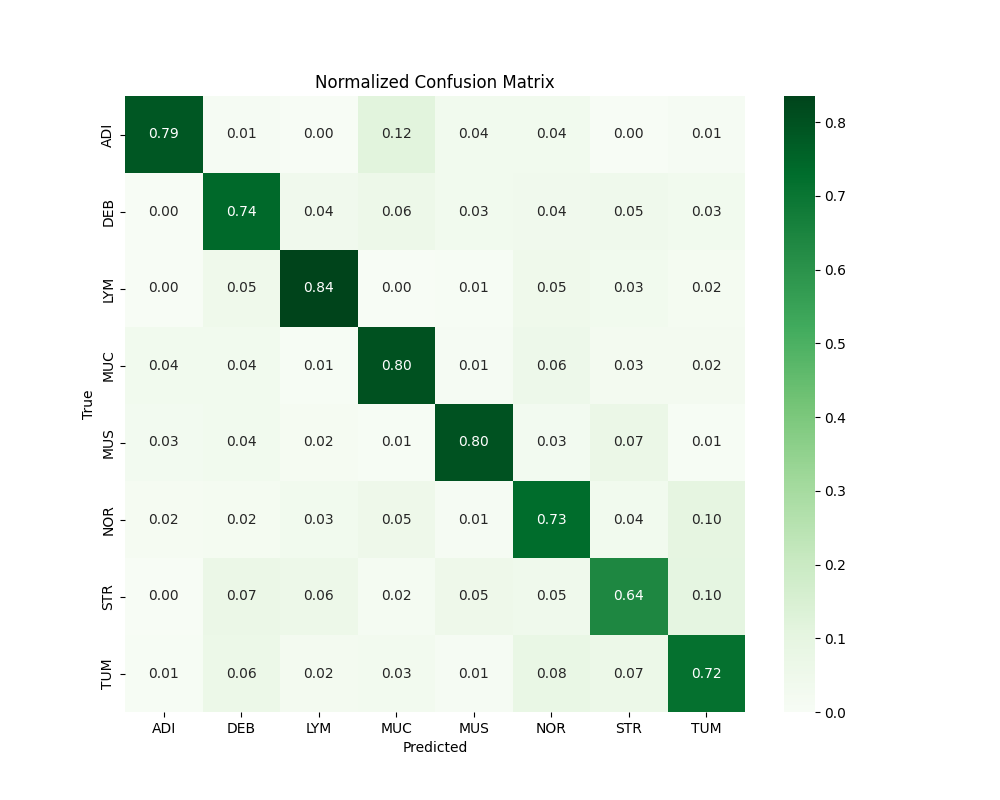 Normalized Confusion Matrix
ADI 0.79 0.01 0.00 0.12 0.04 0.04 0.00 0.01
DEB 0.00 0.74 0.04 0.06 0.03 0.04 0.05 0.03
LYM 0.00 0.05 0.84 0.00 0.01 0.05 0.03 0.02
MUC 0.04 0.04 0.01 0.80 0.01 0.06 0.03 0.02
MUS 0.03 0.04 0.02 0.01 0.80 0.03 0.07 0.01
NOR 0.02 0.02 0.03 0.05 0.01 0.73 0.04 0.10
STR 0.00 0.07 0.06 0.02 0.05 0.05 0.64 0.10
TUM 0.01 0.06 0.02 0.03 0.01 0.08 0.07 0.72
ADI DEB LYM MUC MUS NOR STR TUM
Predicted
True
0.8
0.7
0.6
0.5
0.4
0.3
0.2
0.1
0.0